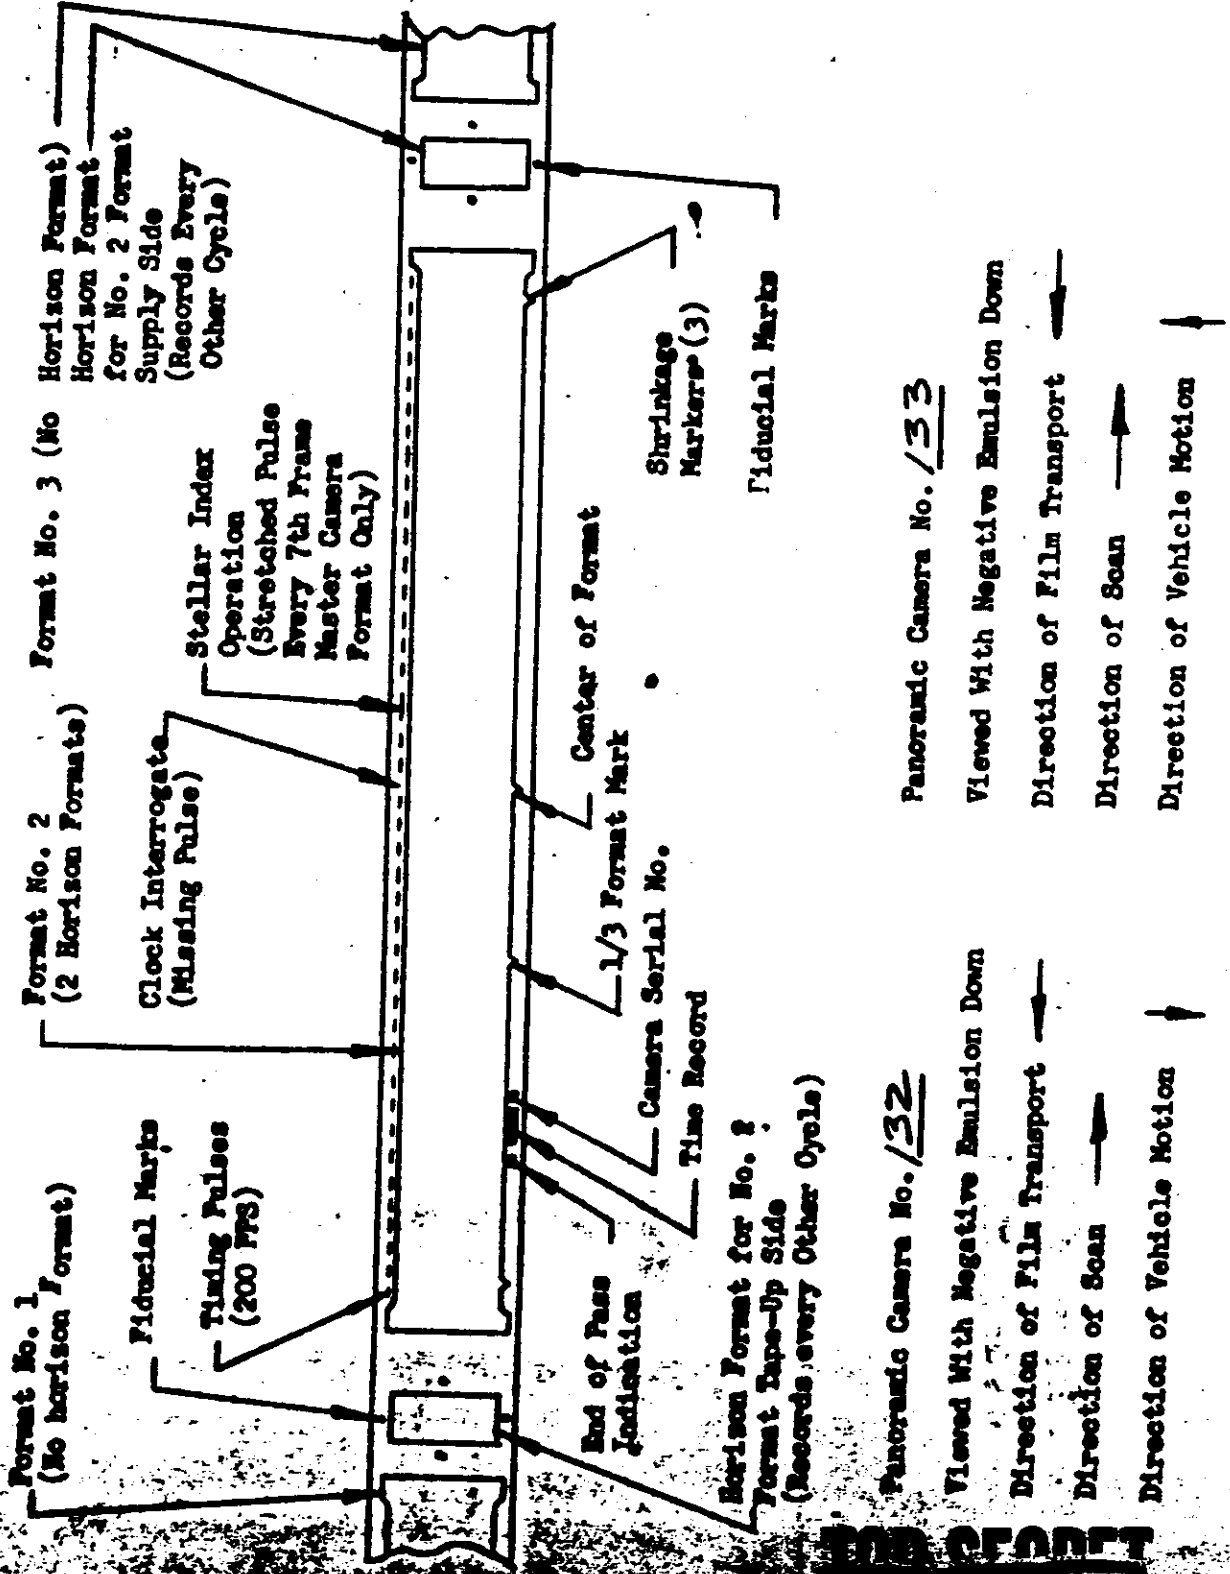 Format No. 1
(No horizon Format)
Format No. 2
(2 Horizon Formats)
Format No. 3 (No Horizon Format)
Horizon Format
for No. 2 Format
Supply Side
(Records Every
Other Cycle)
Fiducial Marks
Timing Pulses
(200 PPS)
Clock Interrogate
(Missing Pulse)
Stellar Index
Operation
(Stretched Pulse
Every 7th Frame
Master Camera
Format Only)
End of Pass
Indication
Horizon Format for No. 2
Format Tape-Up Side
(Records every Other Cycle)
Time Record
Camera Serial No.
1/3 Format Mark
Center of Format
Shrinkage
Markers (3)
Fiducial Marks
Panoramic Camera No. 132
Viewed With Negative Emulsion Down
Direction of Film Transport
Direction of Scan
Direction of Vehicle Motion
Panoramic Camera No. 133
Viewed With Negative Emulsion Down
Direction of Film Transport
Direction of Scan
Direction of Vehicle Motion
TOP SECRET